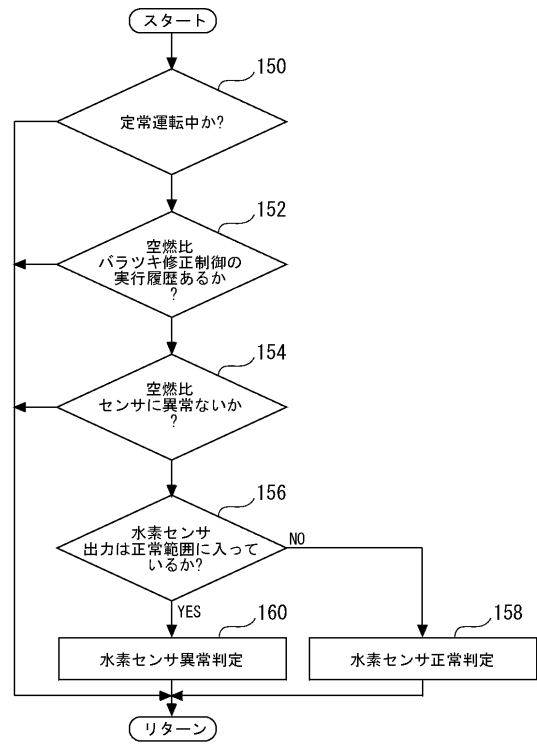 スタート
150
定常運転中か?
152
空燃比
バラツキ修正制御の
実行履歴あるか
?
154
空燃比
センサに異常ないか
?
156
水素センサ
出力は正常範囲に入って
いるか?
NO
YES
160
158
水素センサ異常判定
水素センサ正常判定
リターン